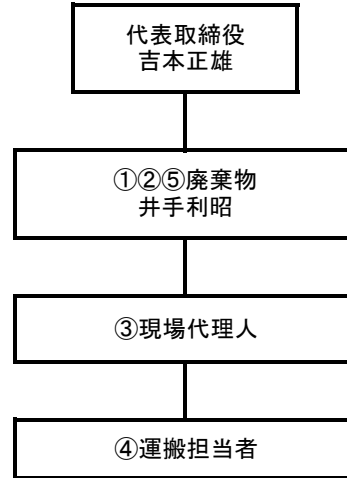 代表取締役
吉本正雄
①②⑤廃棄物
井手利昭
③現場代理人
④運搬担当者